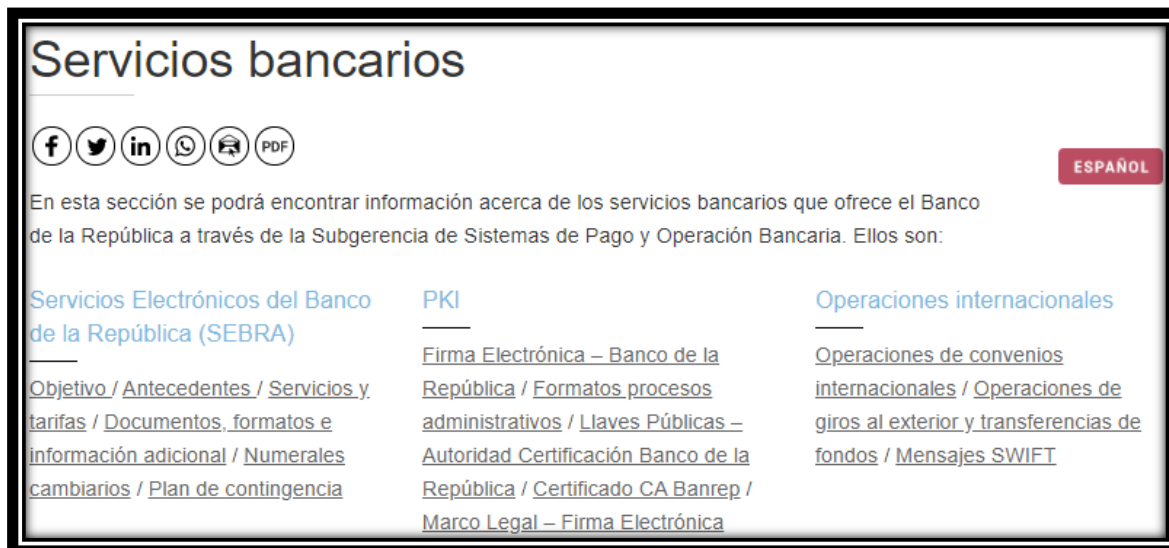 Servicios bancarios
f in PDF
ESPAÑOL
En esta sección se podrá encontrar información acerca de los servicios bancarios que ofrece el Banco
de la República a través de la Subgerencia de Sistemas de Pago y Operación Bancaria. Ellos son:
Servicios Electrónicos del Banco
de la República (SEBRA)
Objetivo / Antecedentes / Servicios y
tarifas / Documentos, formatos e
información adicional / Numerales
cambiarios / Plan de contingencia
PKI
Firma Electrónica – Banco de la
República / Formatos procesos
administrativos / Llaves Públicas –
Autoridad Certificación Banco de la
República / Certificado CA Banrep /
Marco Legal – Firma Electrónica
Operaciones internacionales
Operaciones de convenios
internacionales / Operaciones de
giros al exterior y transferencias de
fondos / Mensajes SWIFT